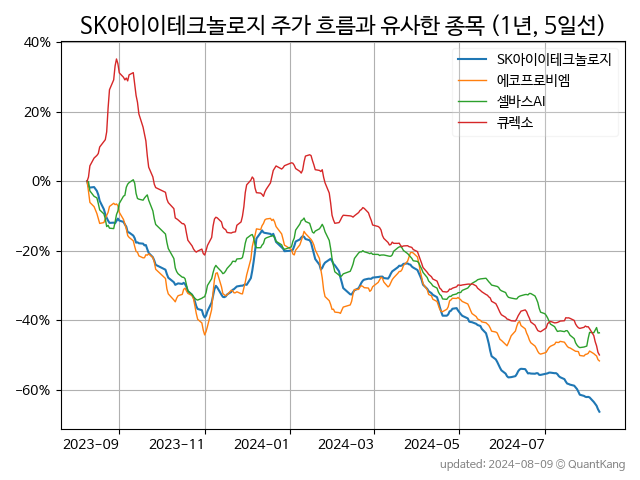 SK아이이테크놀로지 주가 흐름과 유사한 종목 (1년, 5일선)
40%
20%
0%
−20%
−40%
−60%
SK아이이테크놀로지
에코프로비엠
셀바스AI
큐렉소
2023-09
2023-11
2024-01
2024-03
2024-05
2024-07
updated: 2024-08-09 © QuantKang